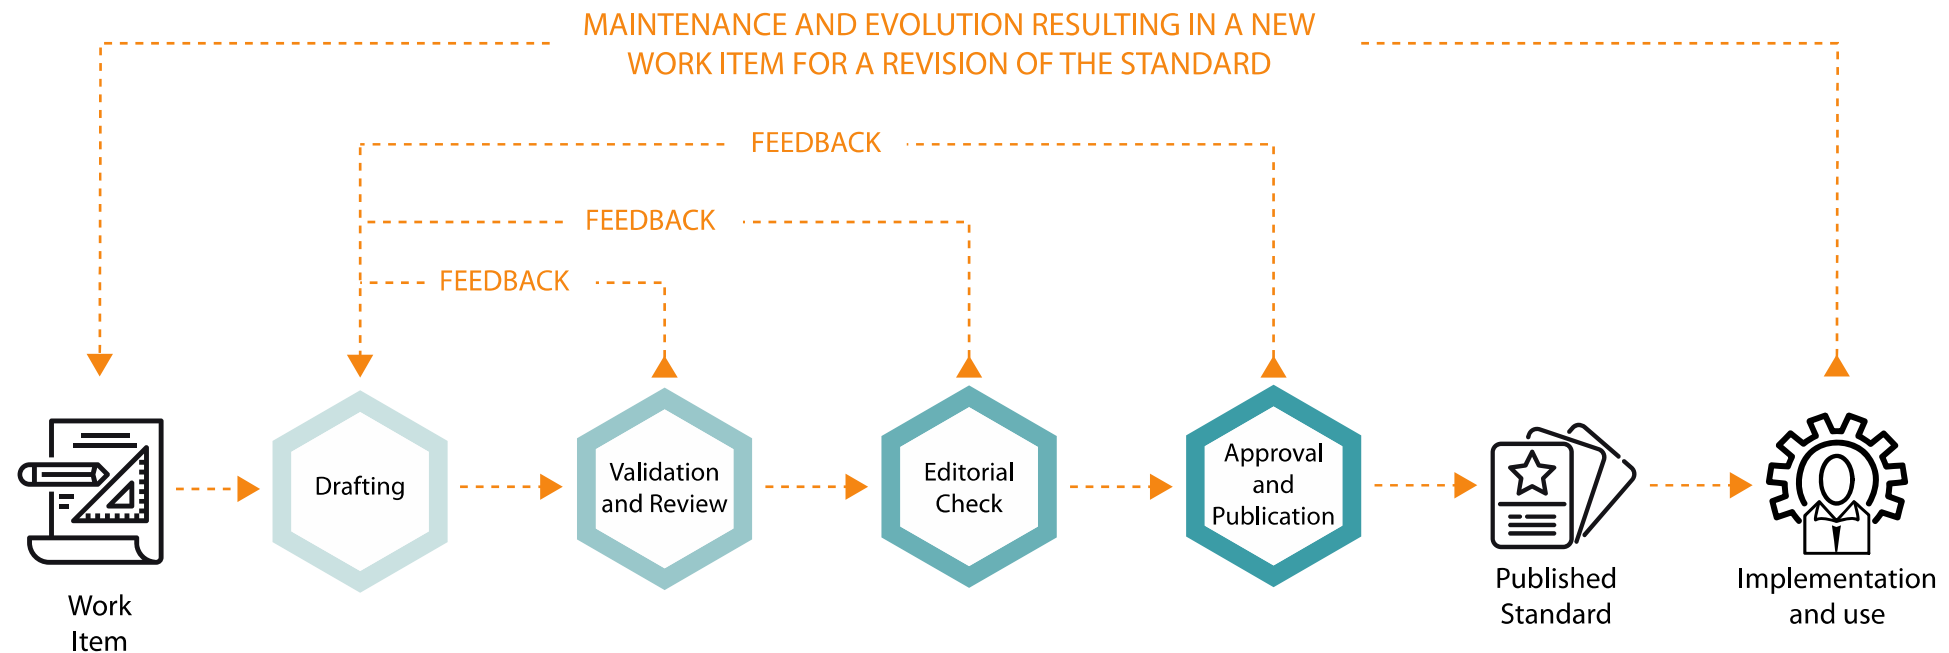 MAINTENANCE AND EVOLUTION RESULTING IN A NEW
WORK ITEM FOR A REVISION OF THE STANDARD
FEEDBACK
FEEDBACK
FEEDBACK
Work
Item
Drafting
Validation
and Review
Editorial
Check
Approval
and
Publication
Published
Standard
Implementation
and use